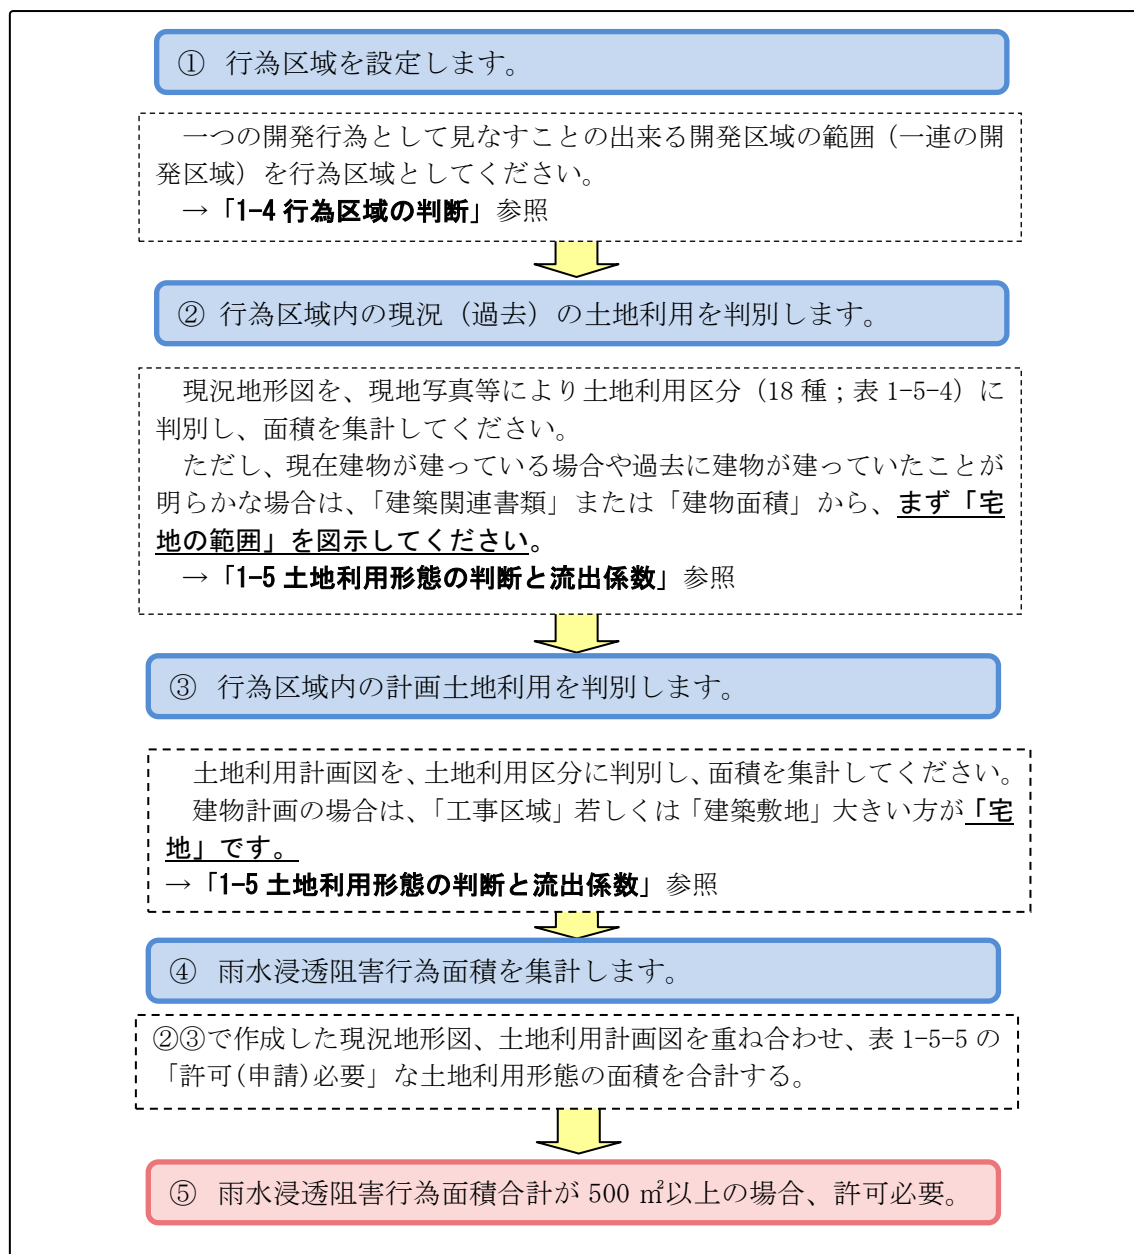 ① 行為区域を設定します。
一つの開発行為として見なすことの出来る開発区域の範囲（一連の開
発区域）を行為区域としてください。
→「1-4 行為区域の判断」参照
② 行為区域内の現況（過去）の土地利用を判別します。
現況地形図を、現地写真等により土地利用区分（18 種；表 1-5-4）に
判別し、面積を集計してください。
ただし、現在建物が建っている場合や過去に建物が建っていたことが
明らかな場合は、「建築関連書類」または「建物面積」から、まず「宅
地の範囲」を図示してください。
→「1-5 土地利用形態の判断と流出係数」参照
③ 行為区域内の計画土地利用を判別します。
土地利用計画図を、土地利用区分に判別し、面積を集計してください。
建物計画の場合は、「工事区域」若しくは「建築敷地」大きい方が「宅
地」です。
→「1-5 土地利用形態の判断と流出係数」参照
④ 雨水浸透阻害行為面積を集計します。
②③で作成した現況地形図、土地利用計画図を重ね合わせ、表 1-5-5 の
「許可(申請)必要」な土地利用形態の面積を合計する。
⑤ 雨水浸透阻害行為面積合計が 500 ㎡以上の場合、許可必要。